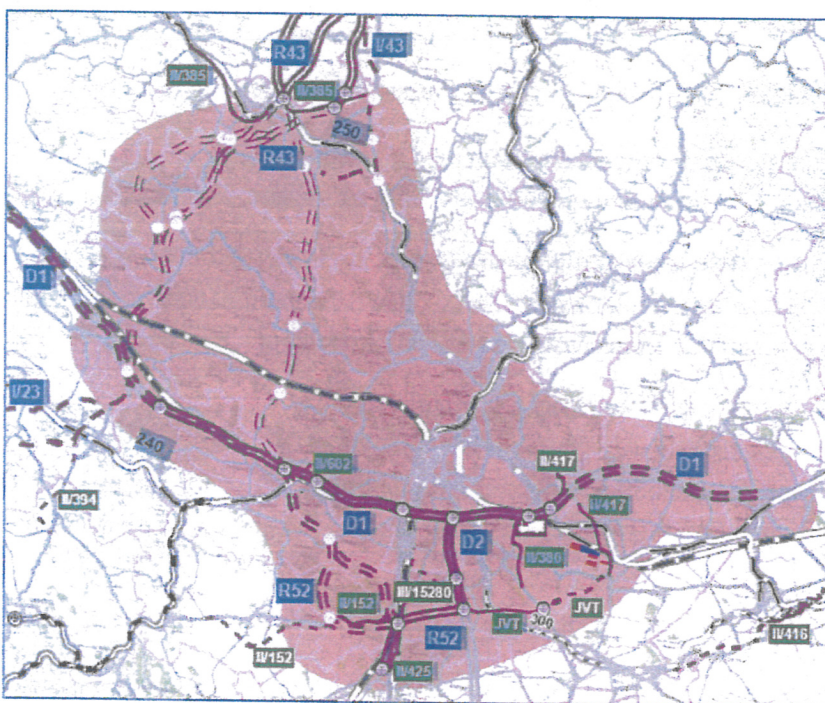 R43
I/43
II/385
II/385
250
R43
D1
I/23
240
II/602
II/417
D1
II/417
II/394
D1
D2
II/380
R52
II/152
III/15280
JVT
JVT
300
R52
II/152
II/416
II/425